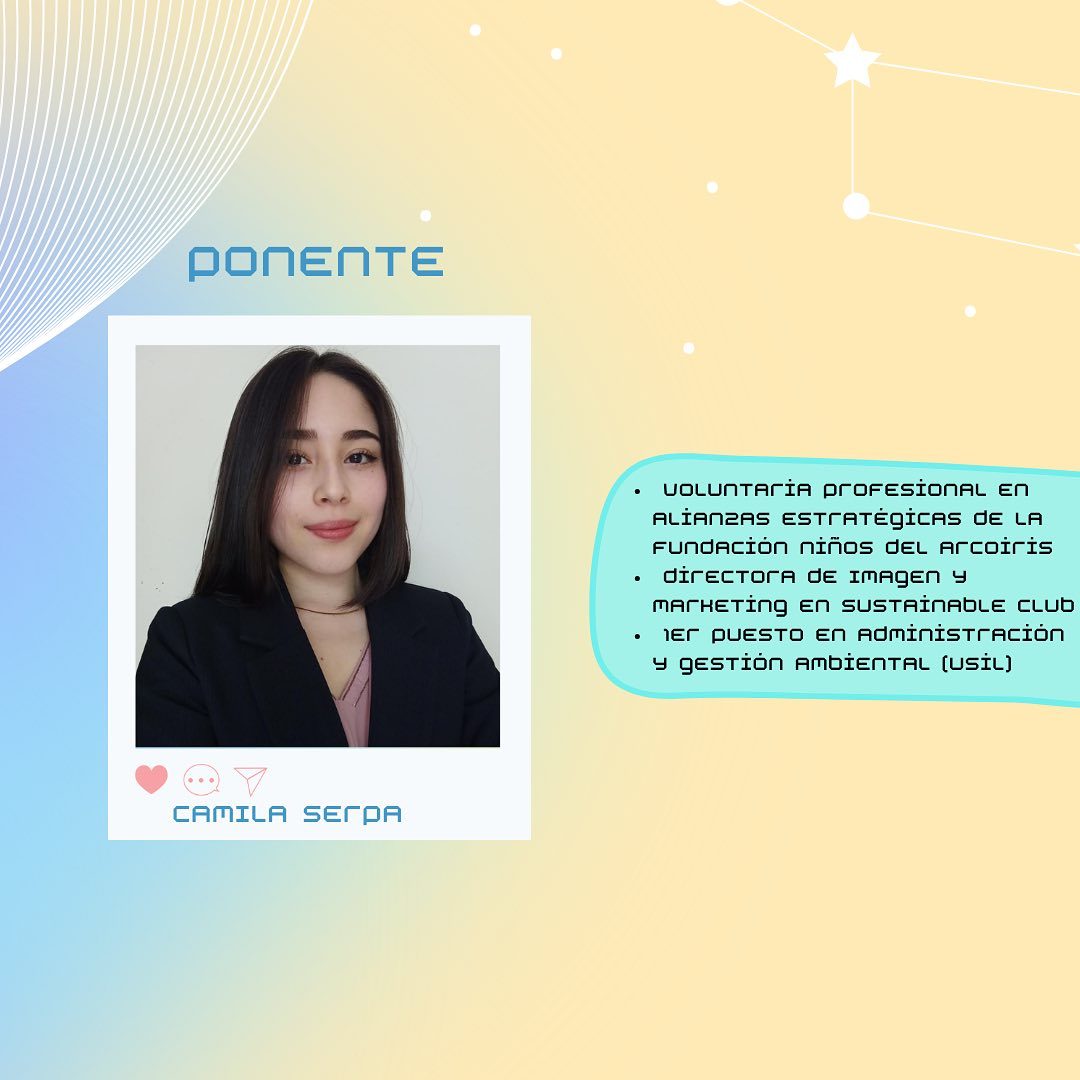 PONENTE
CAMILA SERPA
• VOLUNTARIA PROFESIONAL EN
ALIANZAS ESTRATÉGICAS DE LA
FUNDACIÓN NIÑOS DEL ARCOIRIS
• DIRECTORA DE IMAGEN Y
MARKETING EN SUSTAINABLE CLUB
• 1ER PUESTO EN ADMINISTRACIÓN
Y GESTIÓN AMBIENTAL (USIL)